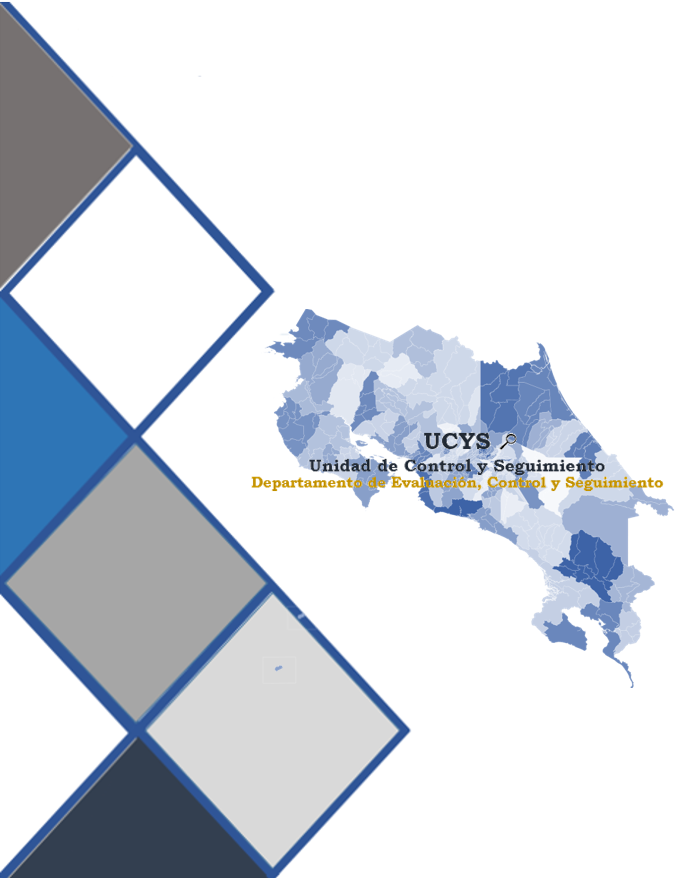 UCYS
Unidad de Control y Seguimiento
Departamento de Evaluación, Control y Seguimiento